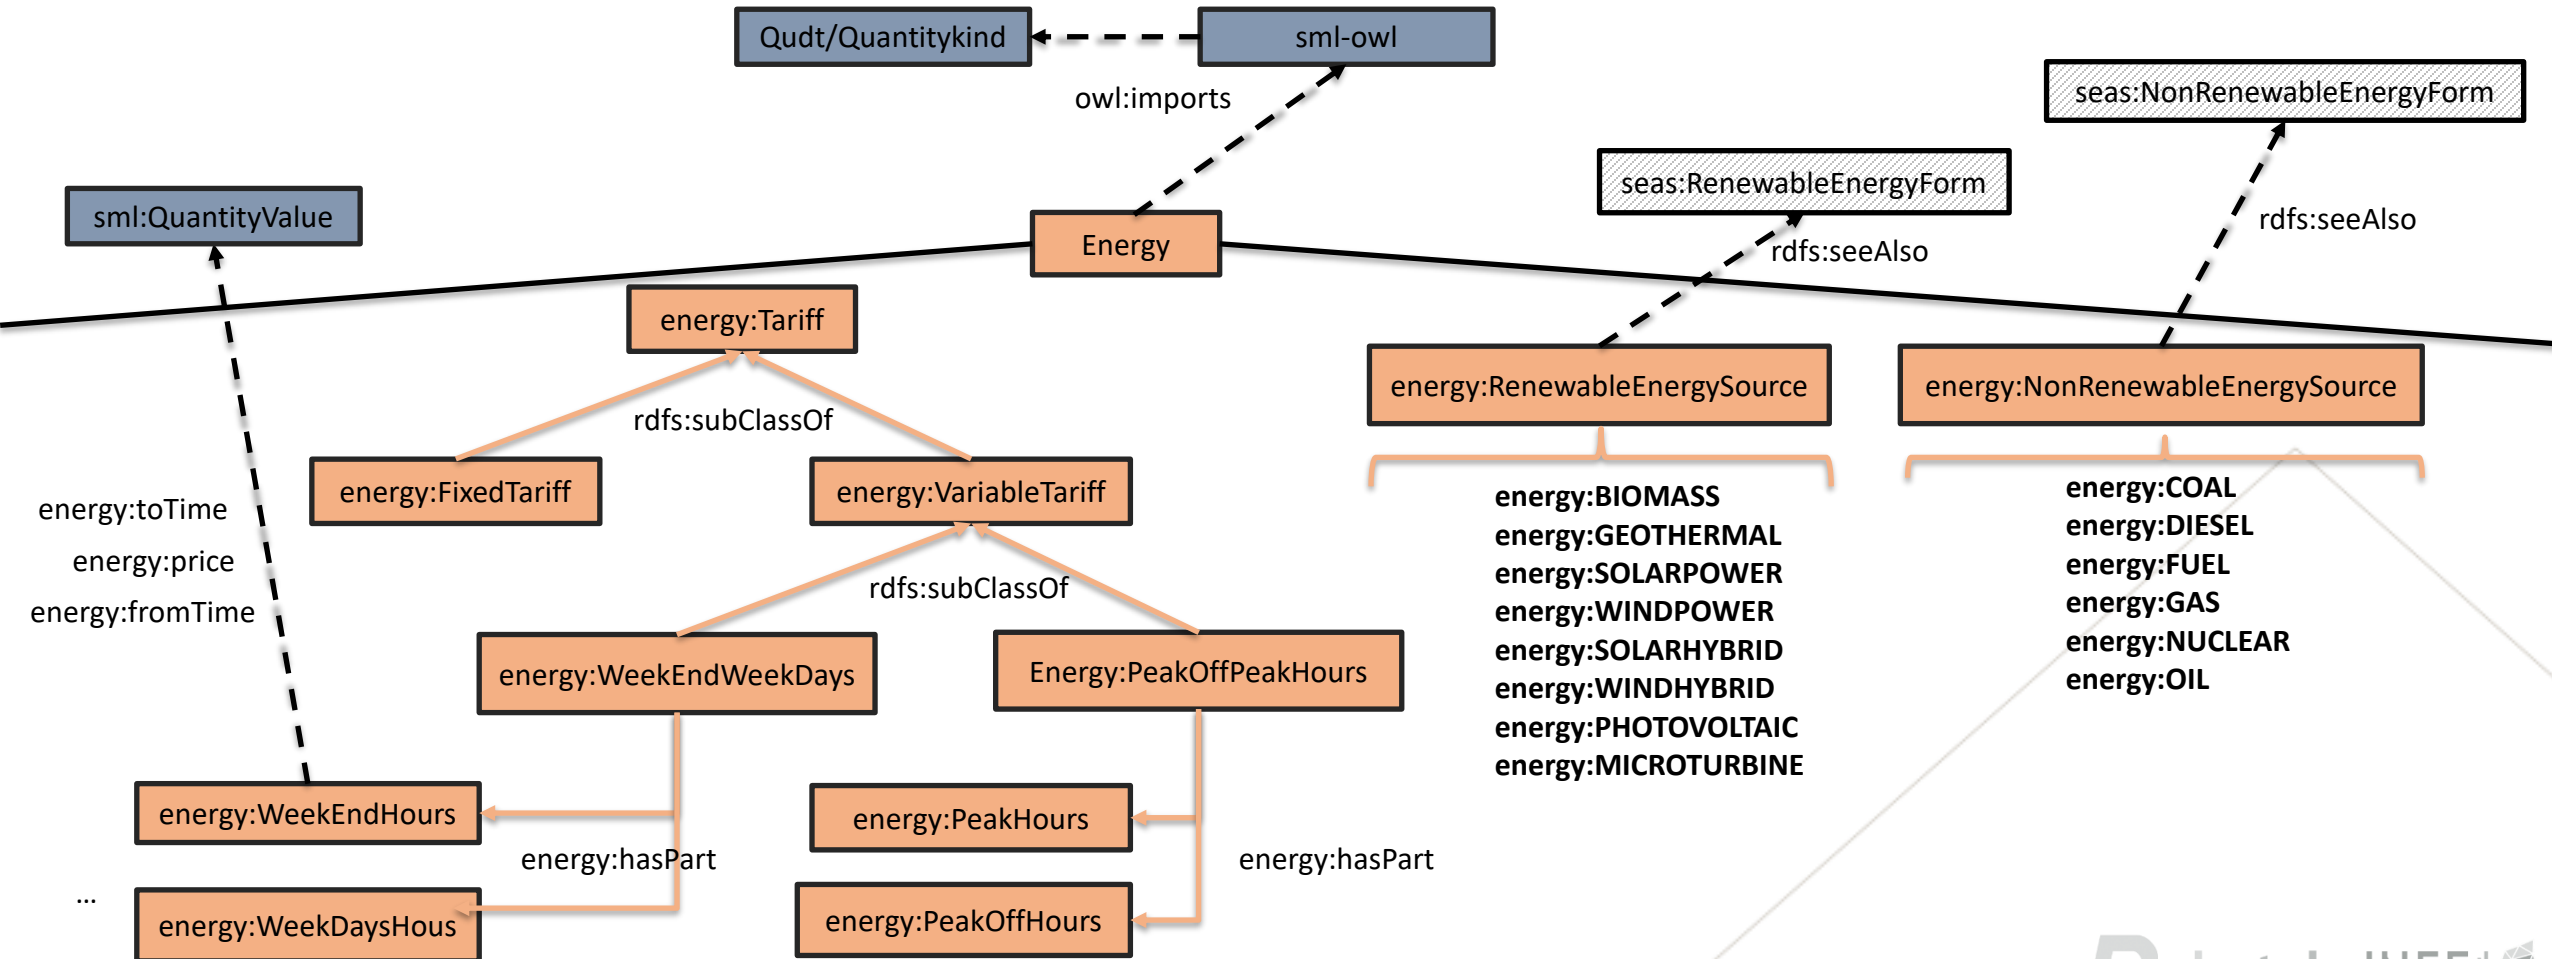 Qudt/Quantitykind
sml-owl
owl:imports
seas:NonRenewableEnergyForm
seas:RenewableEnergyForm
sml:QuantityValue
Energy
rdfs:seeAlso
rdfs:seeAlso
energy:Tariff
energy:RenewableEnergySource
energy:NonRenewableEnergySource
rdfs:subClassOf
energy:FixedTariff
energy:VariableTariff
energy:toTime
energy:price
energy:fromTime
rdfs:subClassOf
energy:BIOMASS
energy:GEOTHERMAL
energy:SOLARPOWER
energy:WINDPOWER
energy:SOLARHYBRID
energy:WINDHYBRID
energy:PHOTOVOLTAIC
energy:MICROTURBINE
energy:COAL
energy:DIESEL
energy:FUEL
energy:GAS
energy:NUCLEAR
energy:OIL
energy:WeekEndWeekDays
Energy:PeakOffPeakHours
energy:WeekEndHours
energy:PeakHours
energy:hasPart
energy:hasPart
...
energy:WeekDaysHous
energy:PeakOffHours